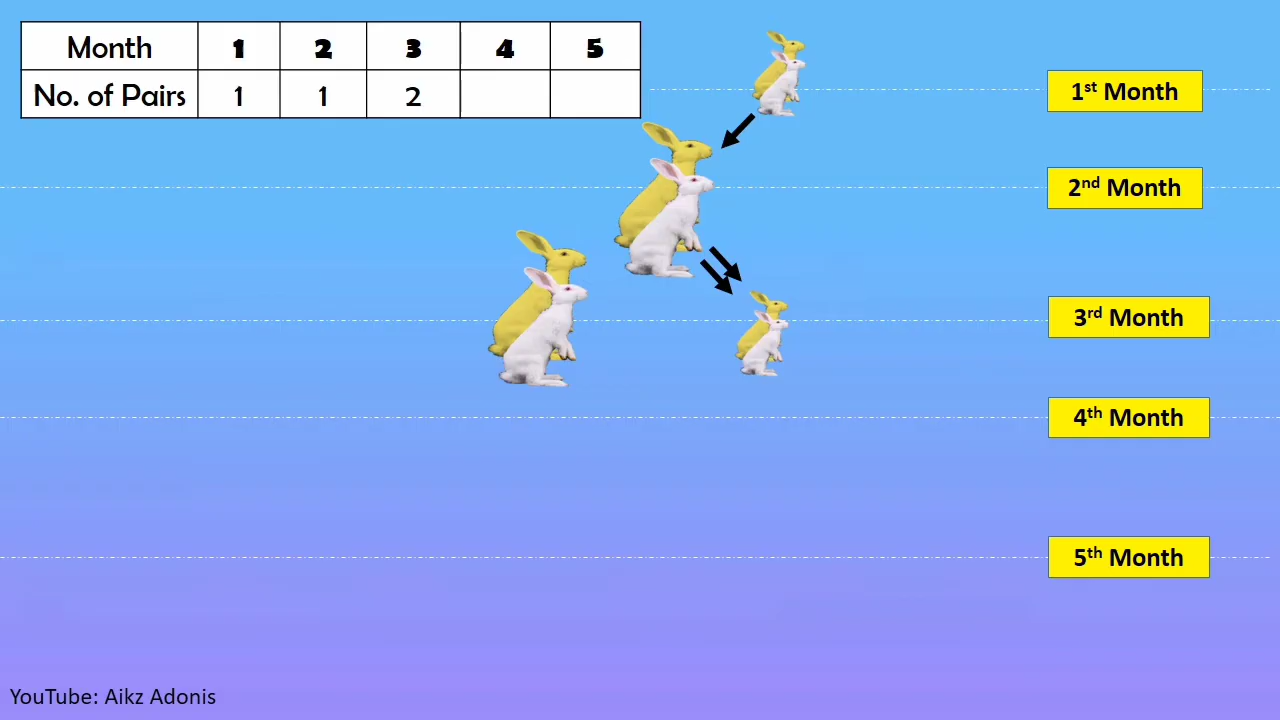 Month 1 2 3 4 5
No. of Pairs 1 1 2
1st Month
2nd Month
3rd Month
4th Month
5th Month
YouTube: Aikz Adonis